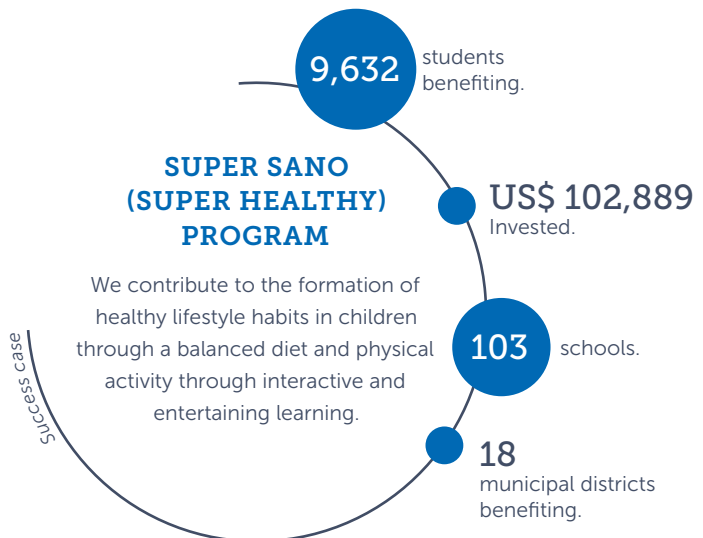 9,632
students
benefiting.
SUPER SANO
(SUPER HEALTHY)
PROGRAM
US$ 102,889
Invested.
We contribute to the formation of
healthy lifestyle habits in children
through a balanced diet and physical
activity through interactive and
entertaining learning.
103
schools.
Success case
18
municipal districts
benefiting.